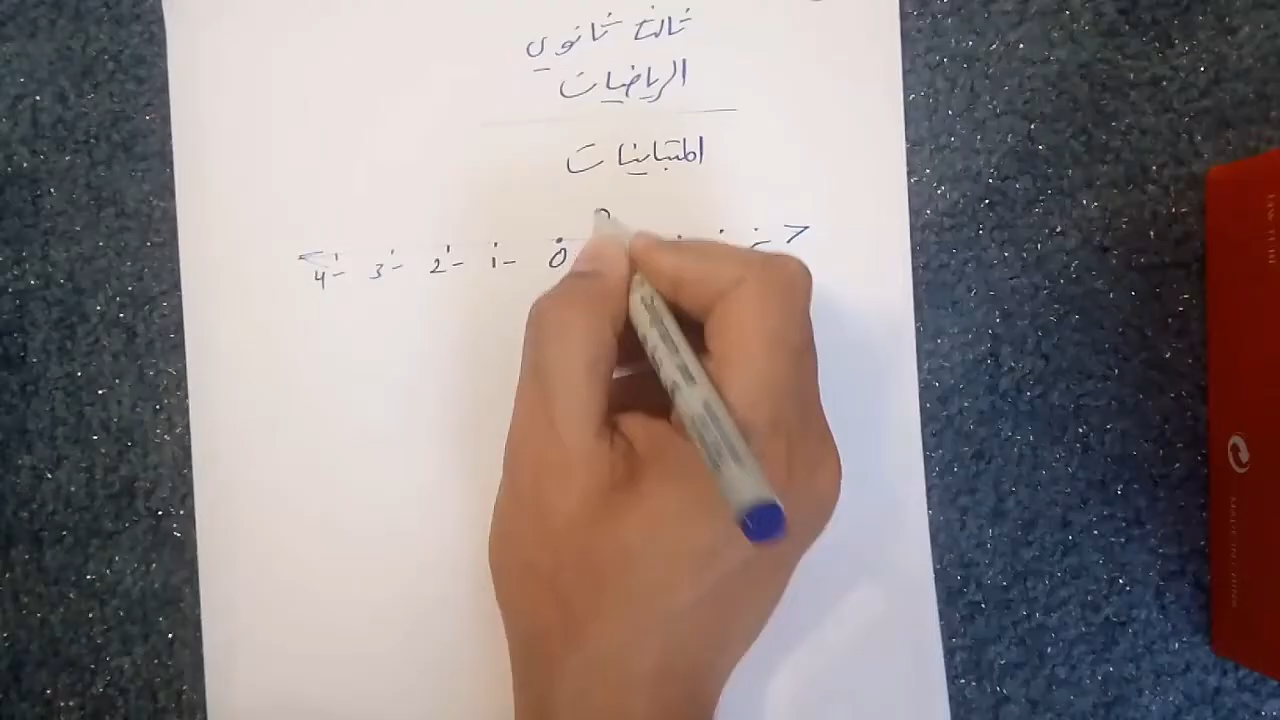 ثالث ثانوي
الرياضيات
المتباينات
4- 3- 2- 1- 0